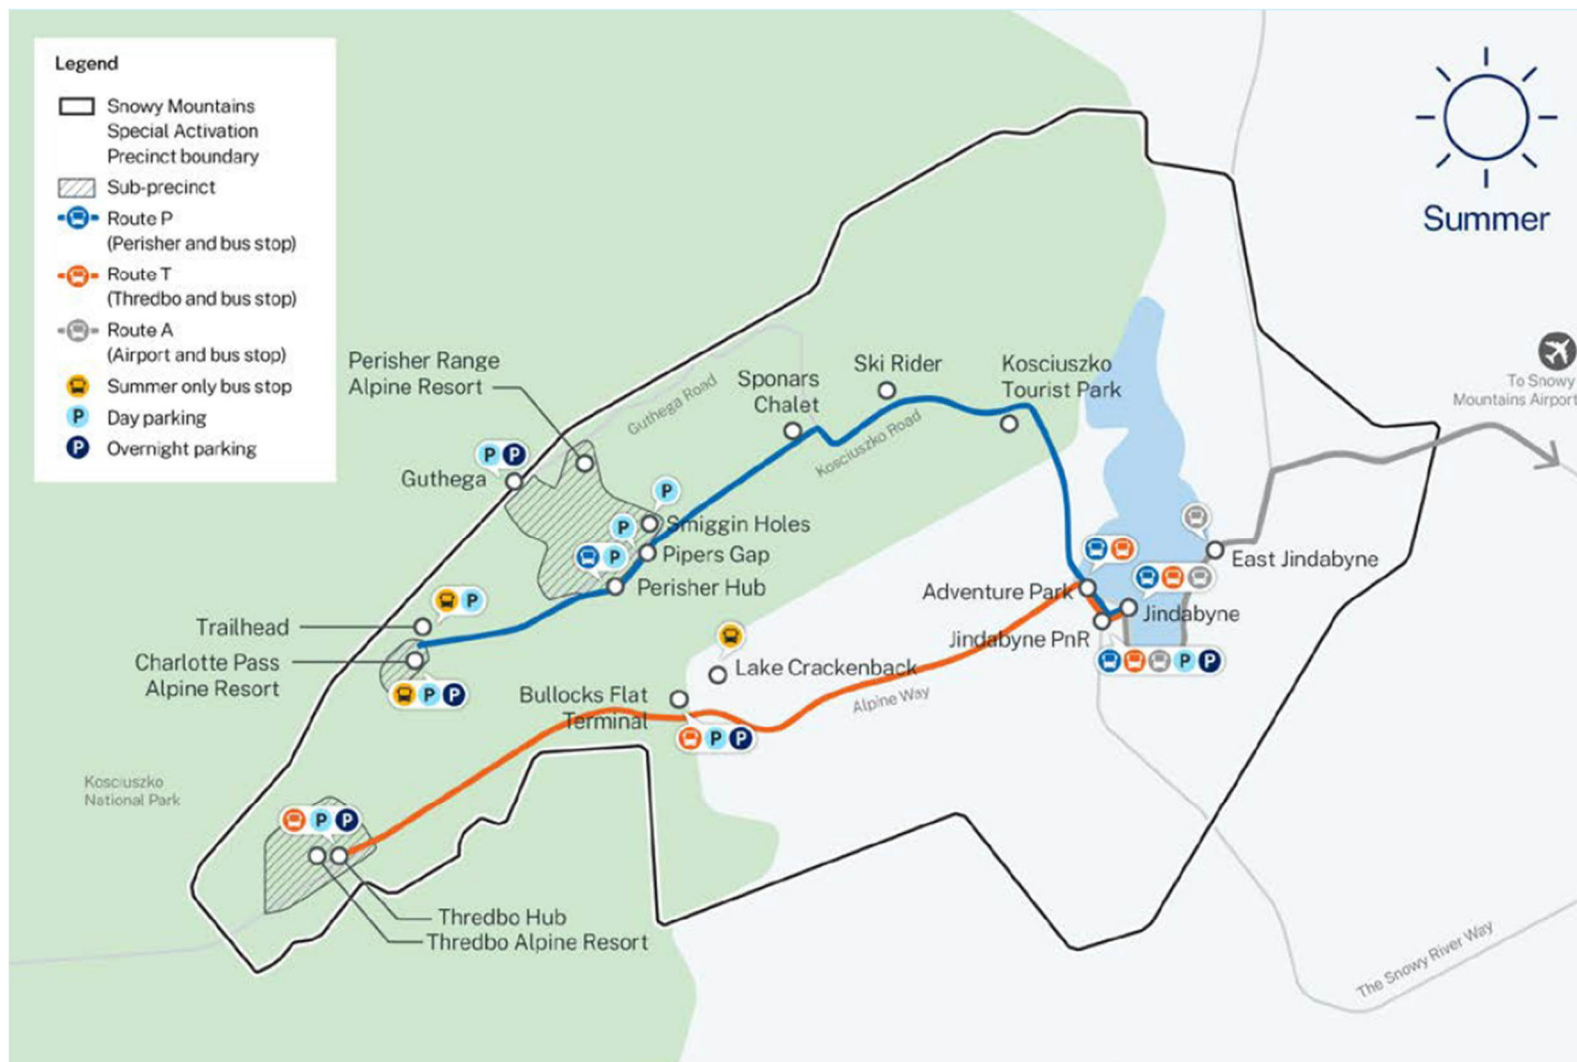 Legend
Snowy Mountains
Special Activation
Precinct boundary
Sub-precinct
Route P
(Perisher and bus stop)
Route T
(Thredbo and bus stop)
Route A
(Airport and bus stop)
Summer only bus stop
P
Day parking
P
Overnight parking
Summer
To Snowy
Mountains Airport
Perisher Range
Alpine Resort
Guthega Road
Sponars
Chalet
Ski Rider
Kosciuszko
Tourist Park
Kosciuszko Road
P P
Guthega
P
Smiggin Holes
P
Pipers Gap
P
Perisher Hub
East Jindabyne
Adventure Park
Jindabyne
Jindabyne PnR
P P
P
Trailhead
Charlotte Pass
Alpine Resort
P P
Lake Crackenback
Bullocks Flat
Terminal
P P
Alpine Way
Kosciuszko
National Park
P P
Thredbo Hub
Thredbo Alpine Resort
The Snowy River Way